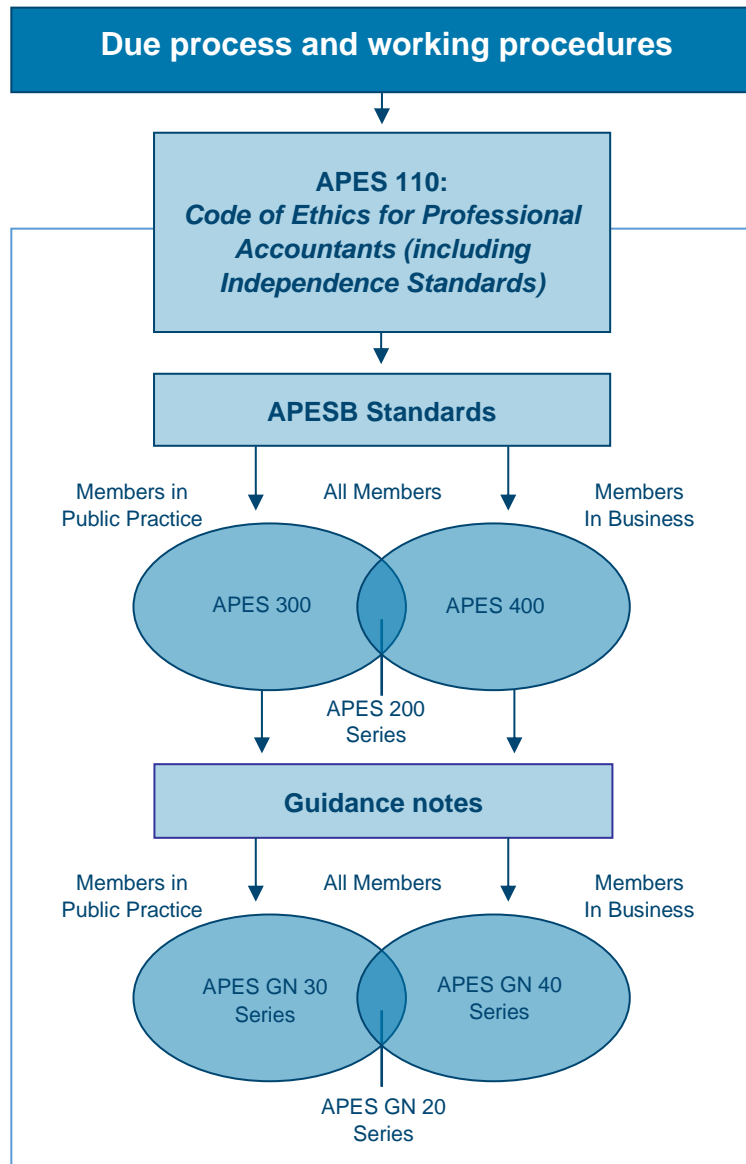 Due process and working procedures
APES 110:
Code of Ethics for Professional
Accountants (including
Independence Standards)
APESB Standards
Members in
Public Practice
All Members
Members
In Business
APES 300
APES 400
APES 200
Series
Guidance notes
Members in
Public Practice
All Members
Members
In Business
APES GN 30
Series
APES GN 40
Series
APES GN 20
Series